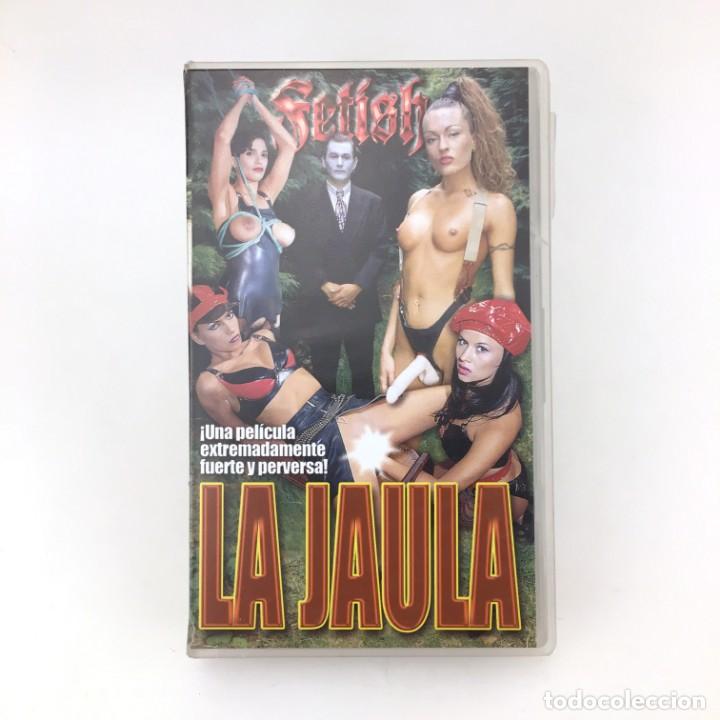 Fetish
¡Una película
extremadamente
fuerte y perversa!
LA JAULA
todocoleccion